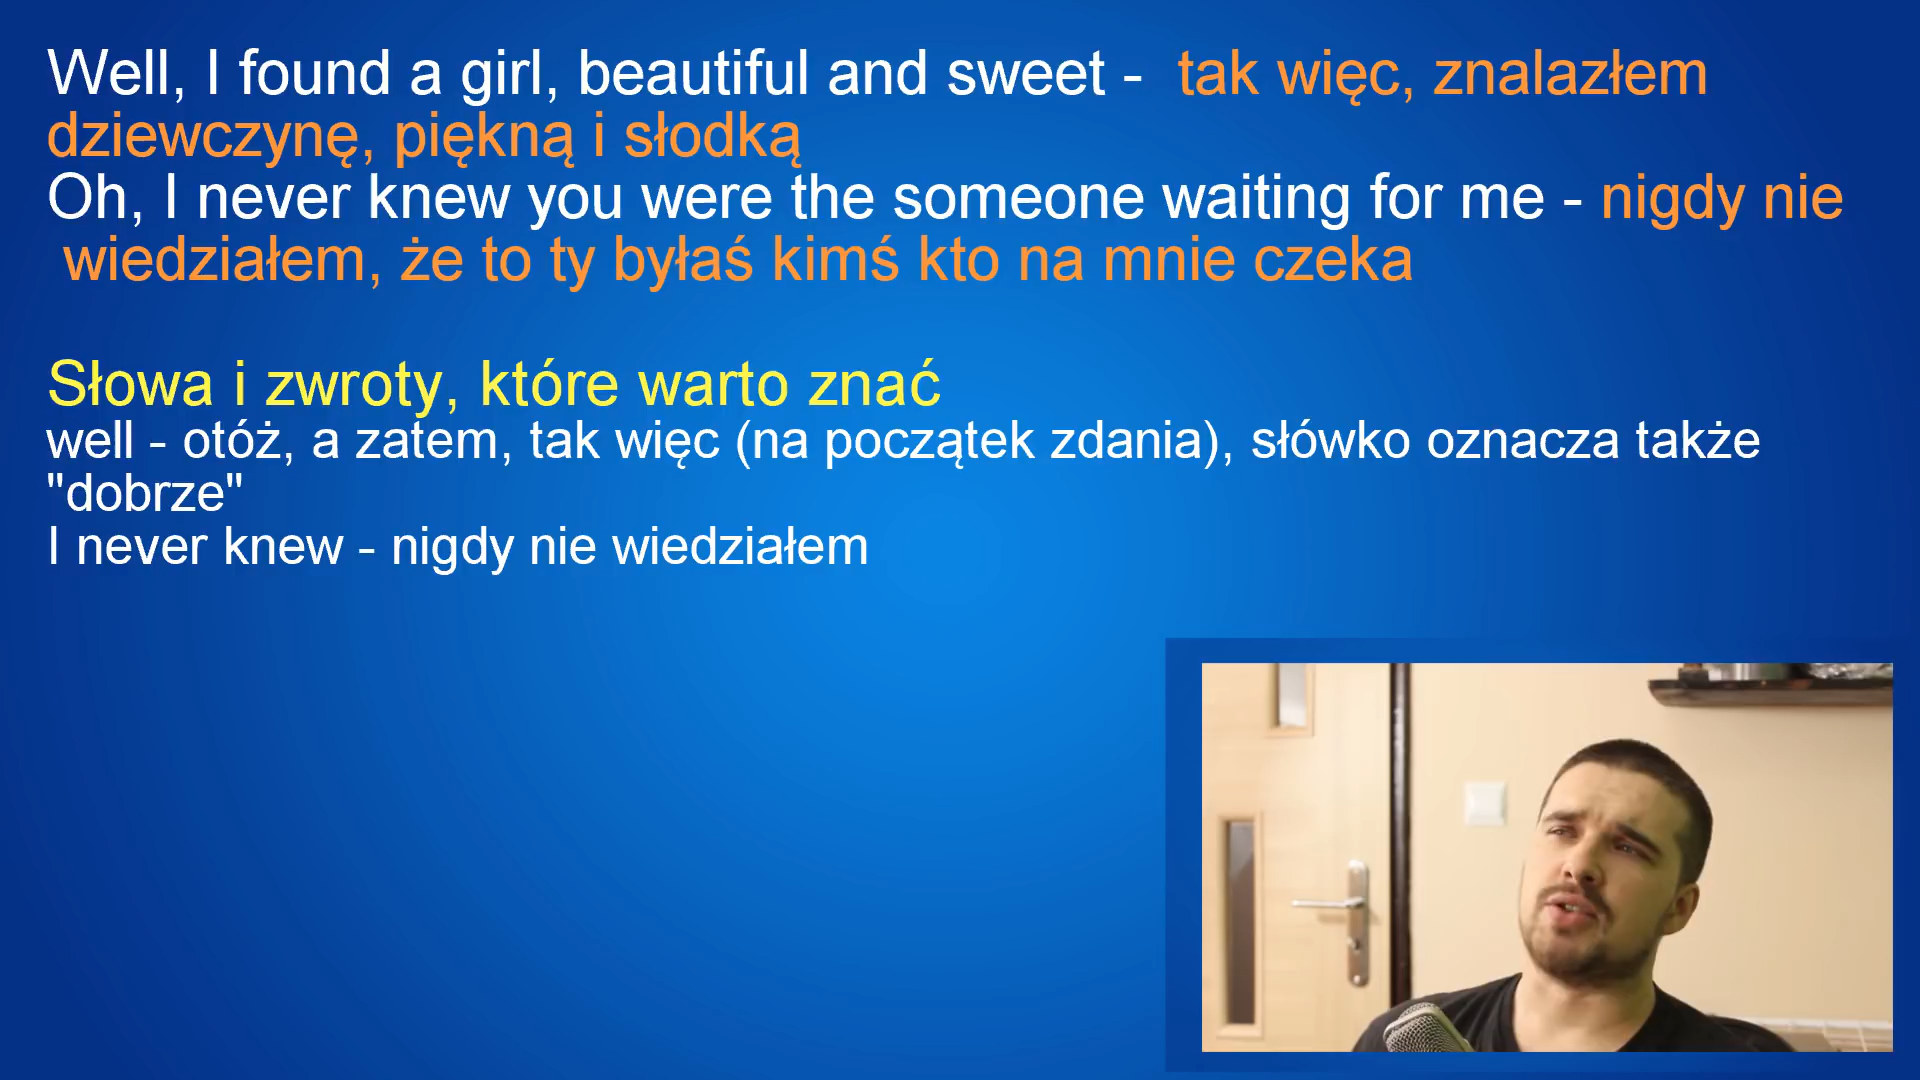 Well, I found a girl, beautiful and sweet - tak więc, znalazłem
dziewczynę, piękną i słodką
Oh, I never knew you were the someone waiting for me - nigdy nie
wiedziałem, że to ty byłaś kimś kto na mnie czeka
Słowa i zwroty, które warto znać
well - otóż, a zatem, tak więc (na początek zdania), słówko oznacza także
"dobrze"
I never knew - nigdy nie wiedziałem